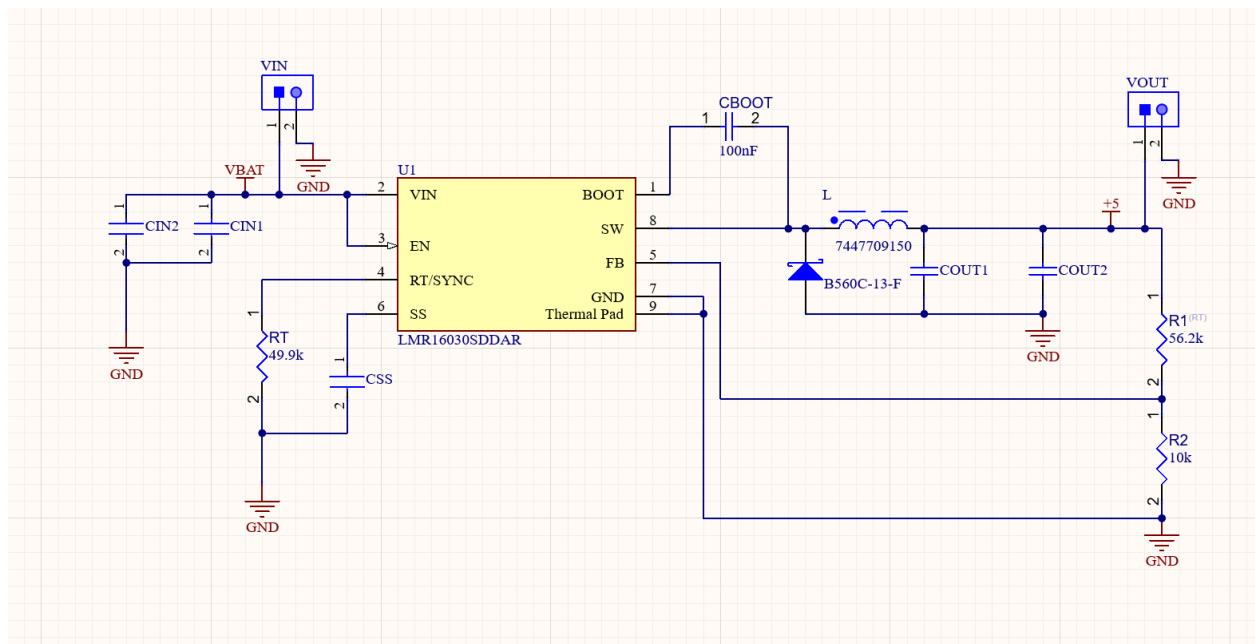 VIN
1
2
GND
VBAT
1
CIN2
2
1
CIN1
2
GND
U1
2 VIN
3 EN
4 RT/SYNC
6 SS
BOOT 1
SW 8
FB 5
GND 7
Thermal Pad 9
LMR16030SDDAR
1
RT
49.9k
2
1
CSS
2
GND
CBOOT
1 2
100nF
L
7447709150
B560C-13-F
COUT1
COUT2
GND
VOUT
1
2
GND
+5
1
R1 (RT)
56.2k
2
1
R2
10k
2
GND